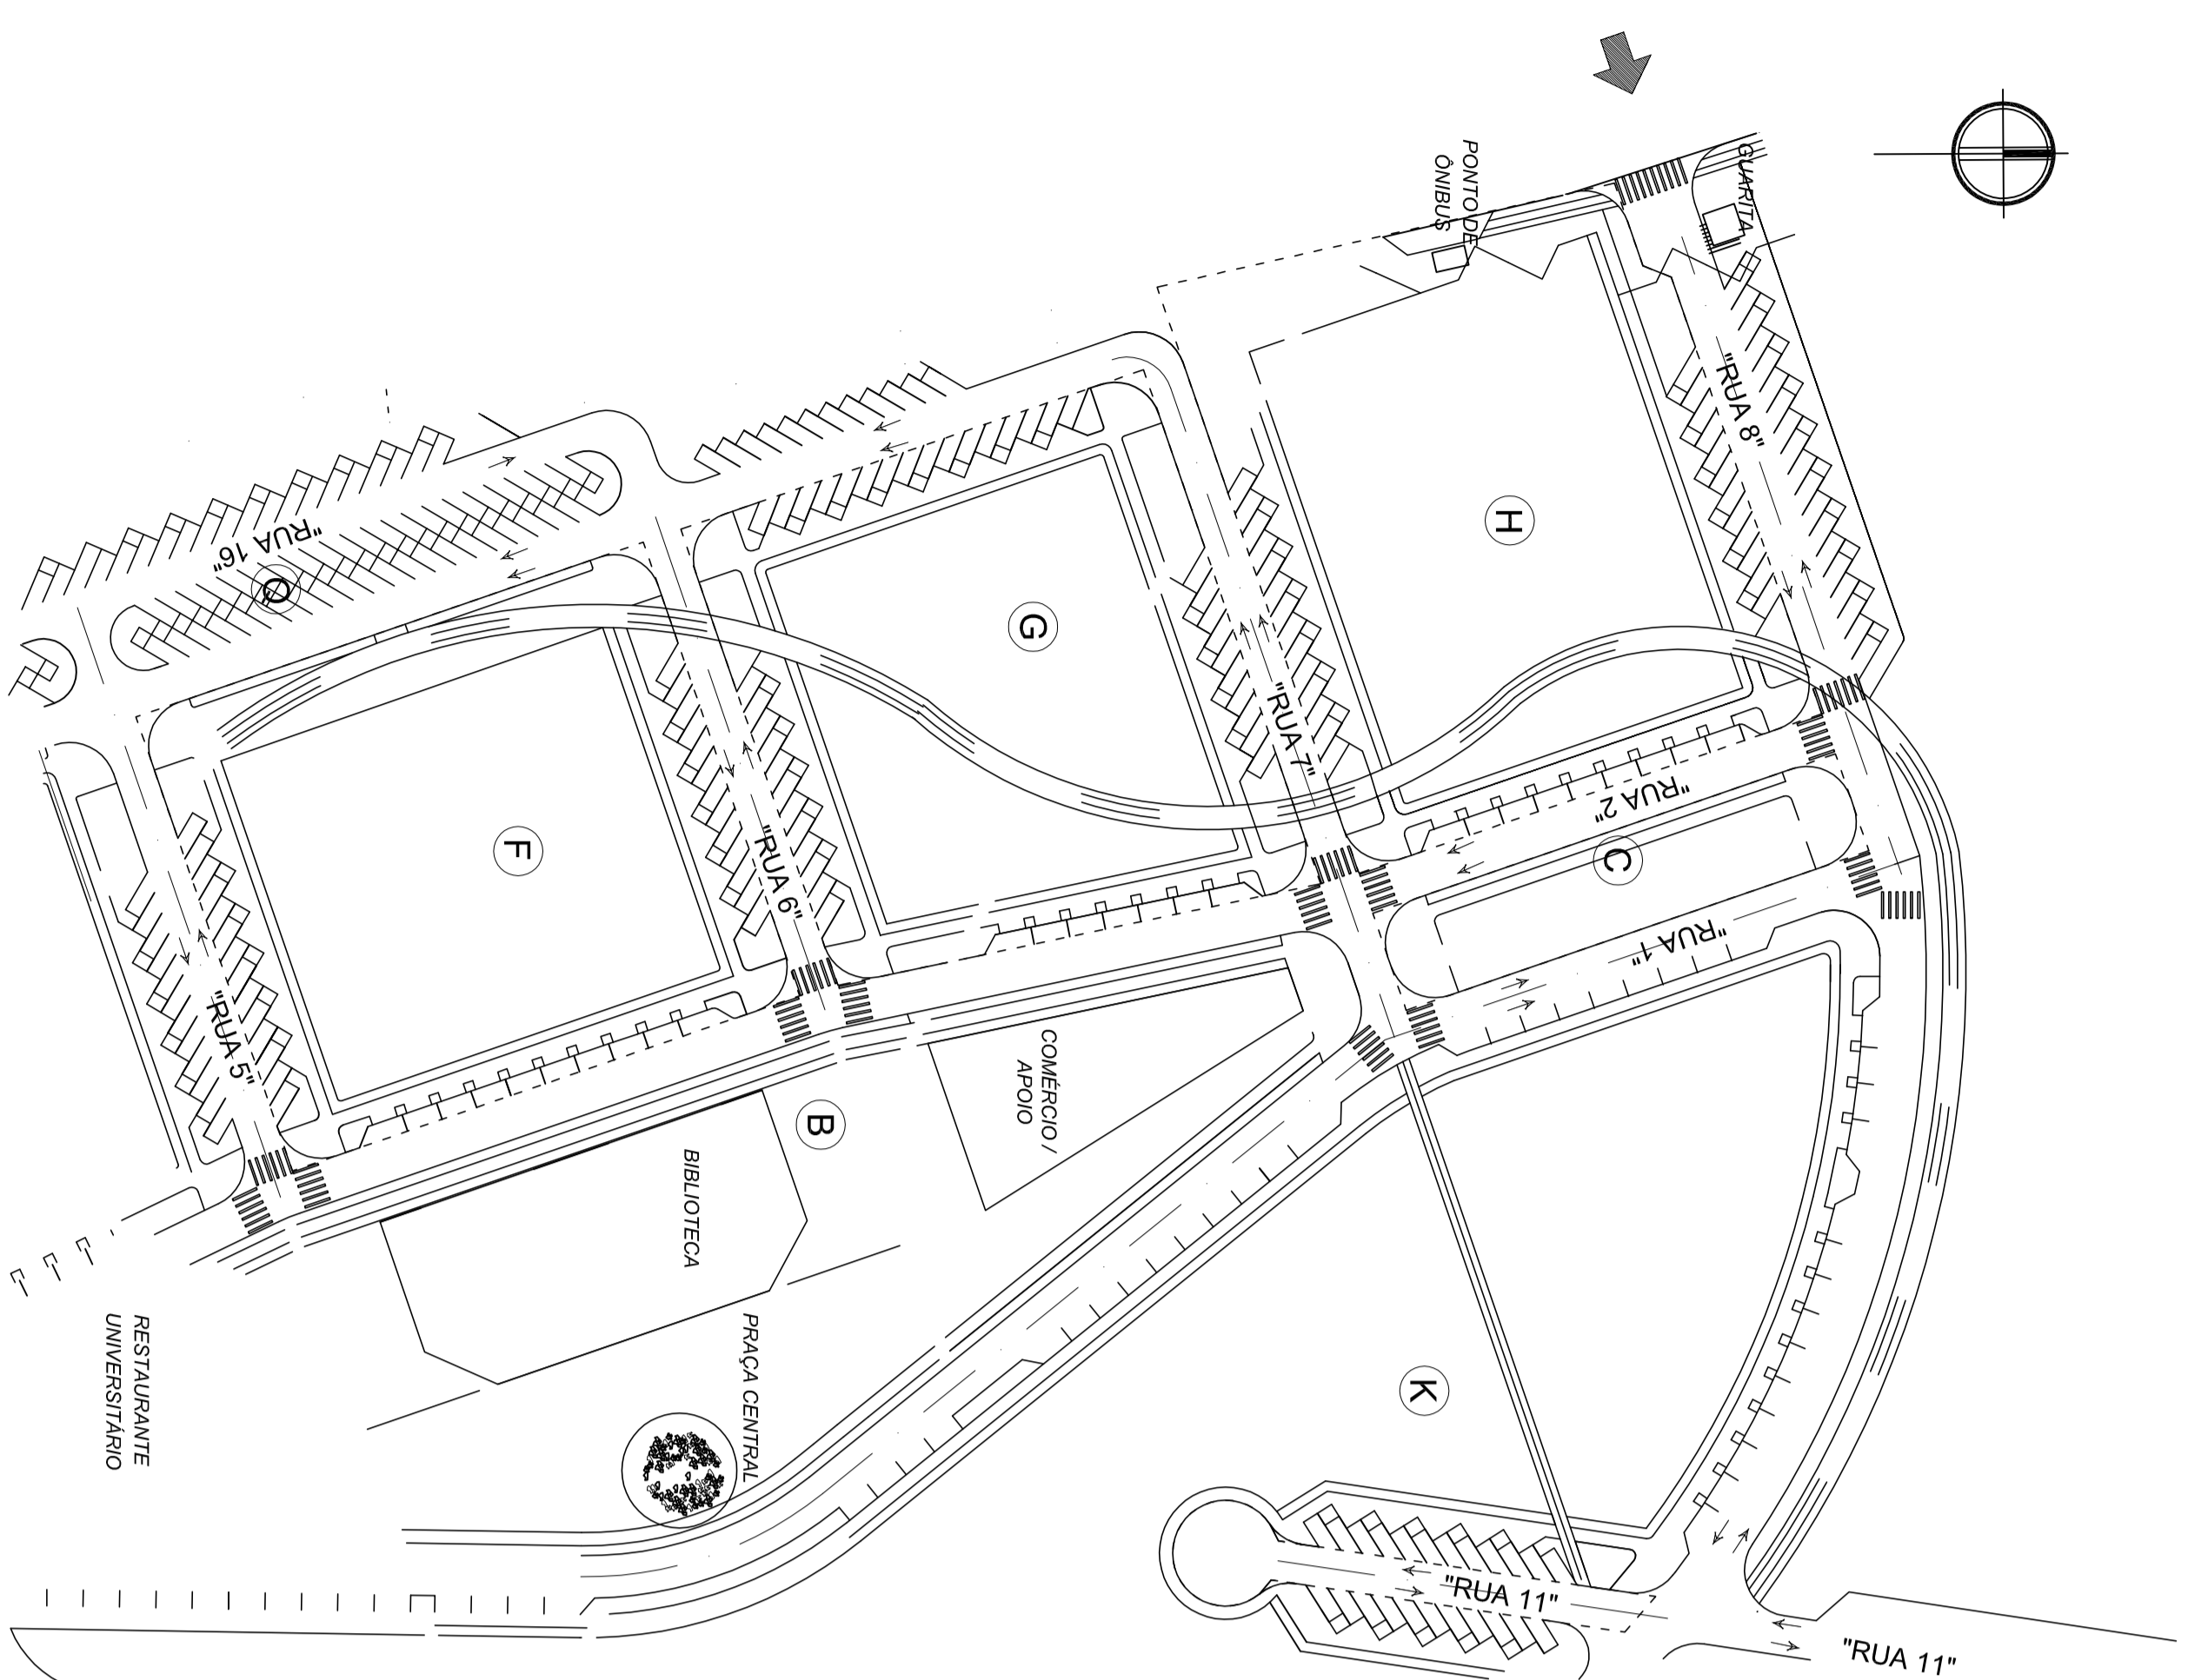 PONTO DE
ÔNIBUS
GUARITA
"RUA 8"
H
"RUA 16"
Q
G
"RUA 7"
"RUA 2"
C
F
"RUA 6"
"RUA 1"
"RUA 5"
COMÉRCIO /
APOIO
B
BIBLIOTECA
RESTAURANTE
UNIVERSITÁRIO
PRAÇA CENTRAL
K
"RUA 11"
"RUA 11"